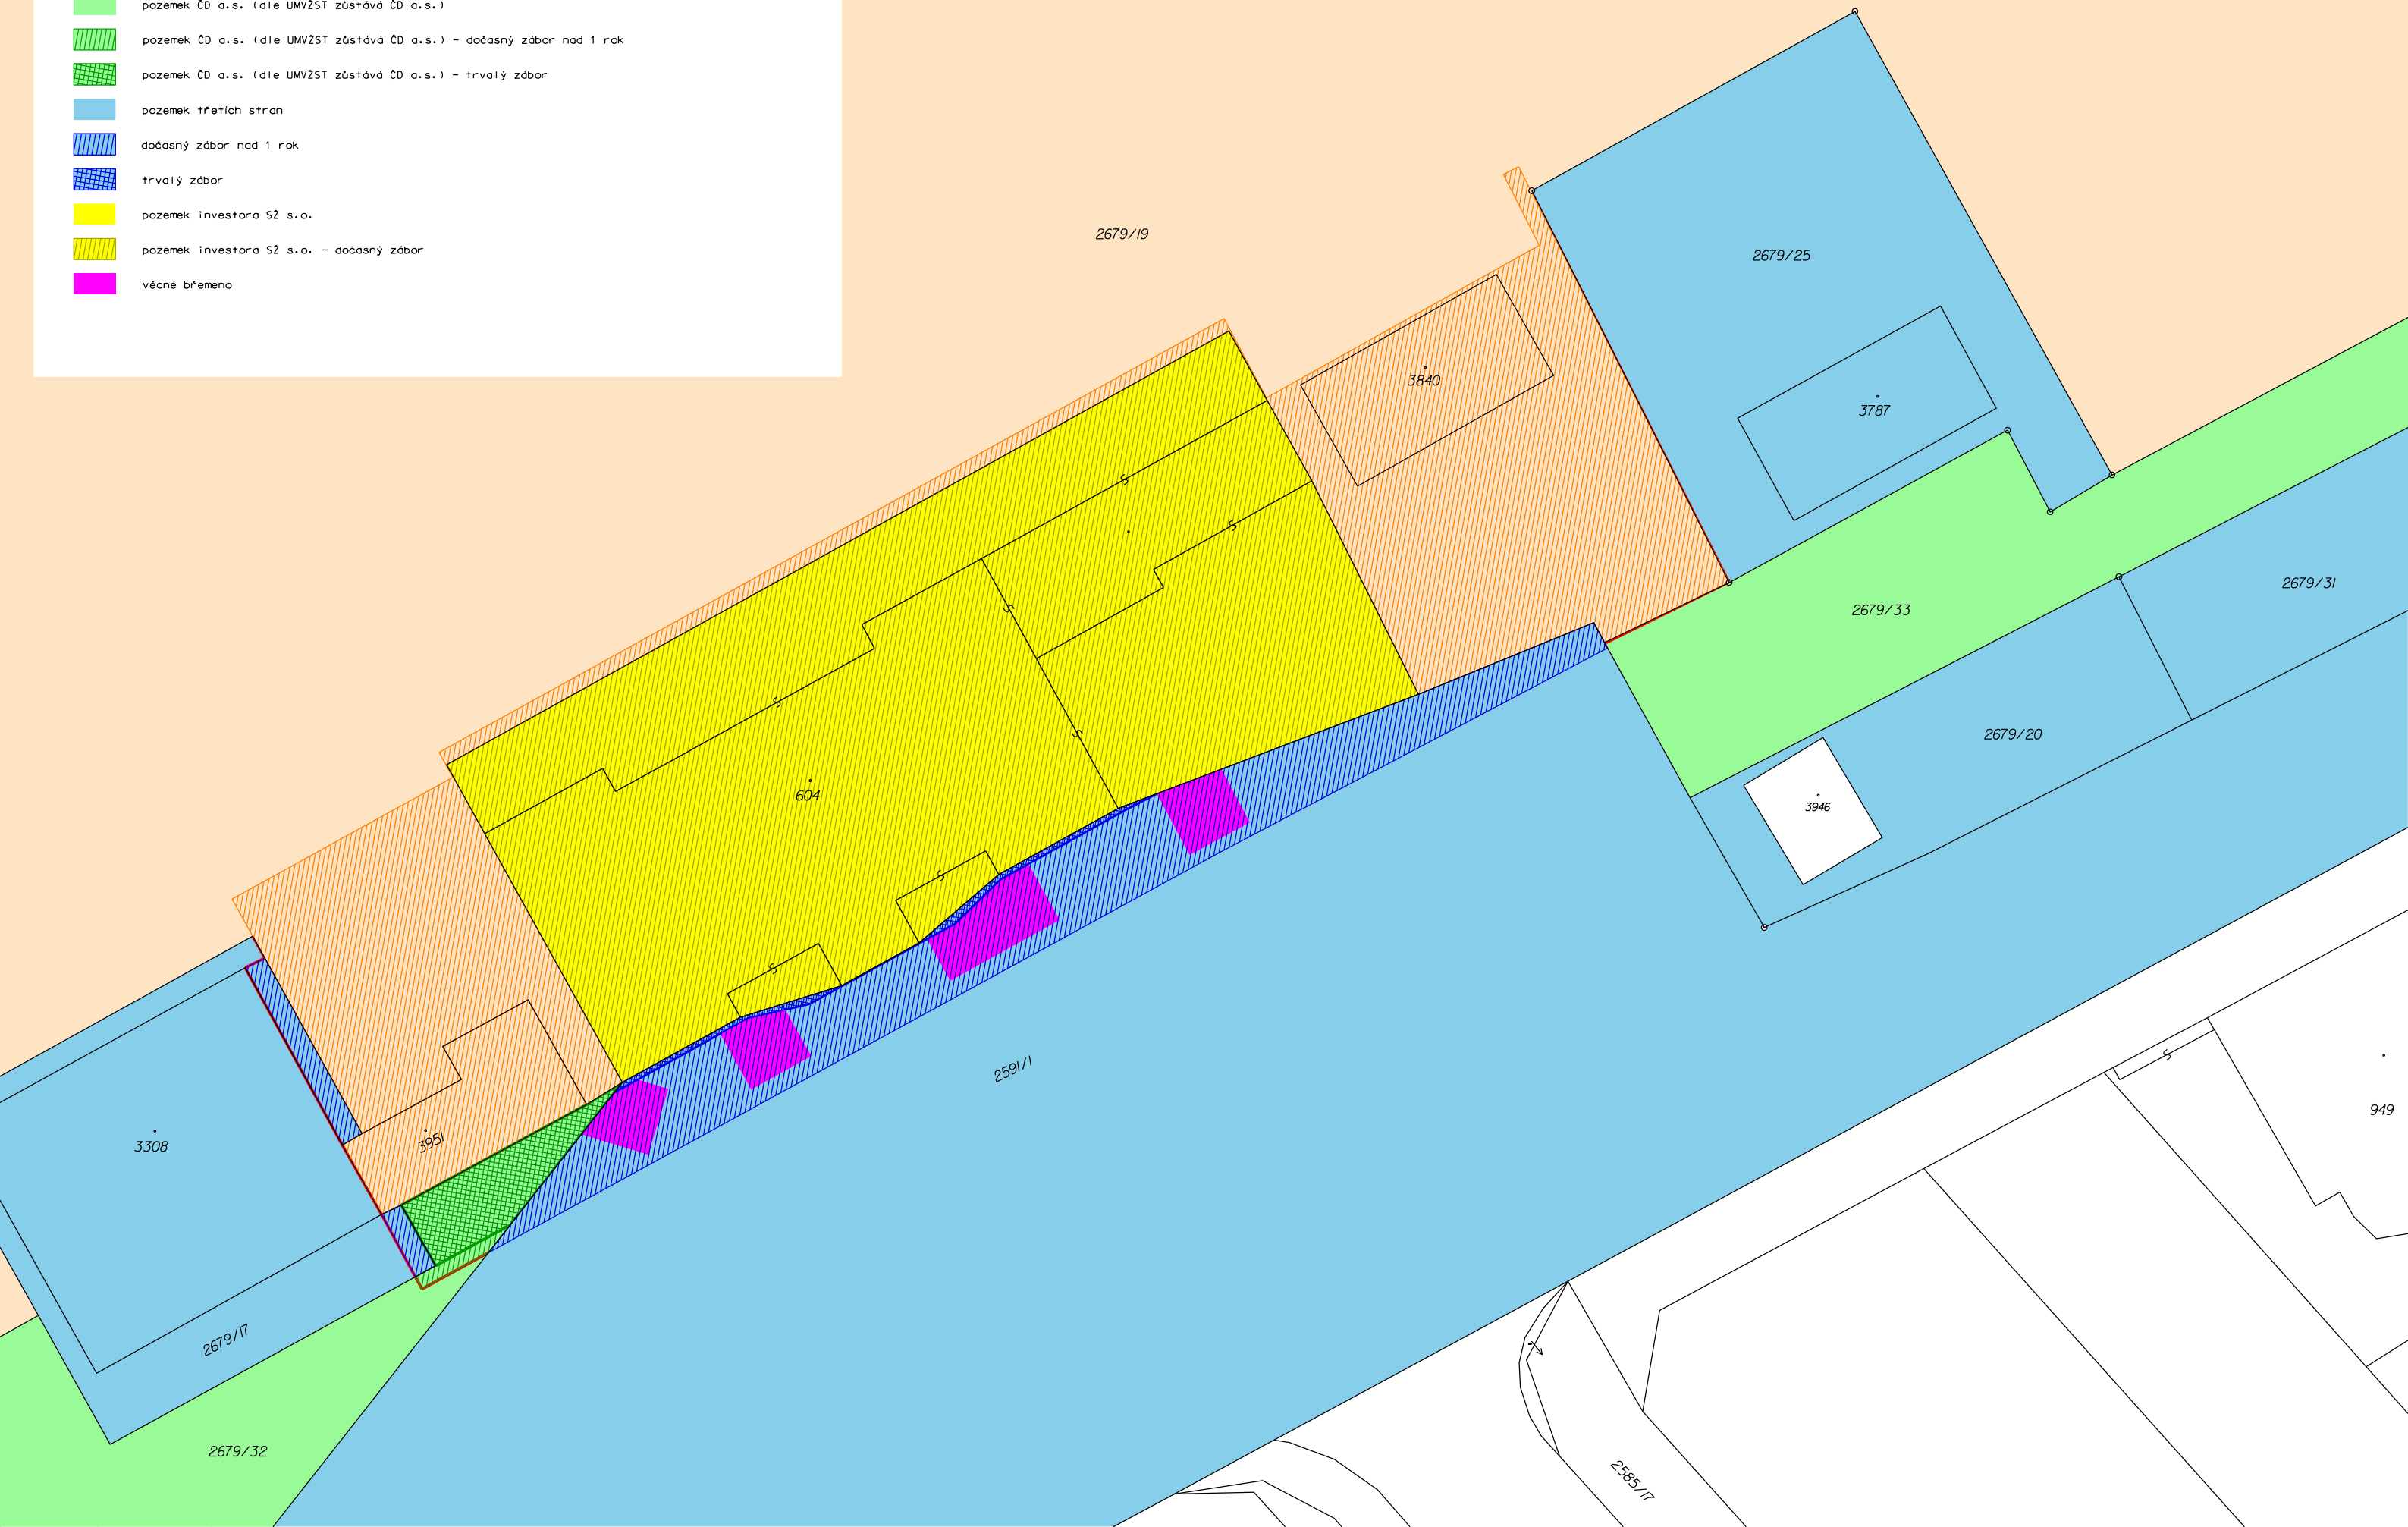 pozemek ČD a.s. (dle UMVŽST zůstává ČD a.s.)
pozemek ČD a.s. (dle UMVŽST zůstává ČD a.s.) - dočasný zábor nad 1 rok
pozemek ČD a.s. (dle UMVŽST zůstává ČD a.s.) - trvalý zábor
pozemek třetích stran
dočasný zábor nad 1 rok
trvalý zábor
pozemek investora SŽ s.o.
pozemek investora SŽ s.o. - dočasný zábor
věcné břemeno
2679/19
2679/25
3840
3787
2679/33
2679/31
2679/20
3946
604
2591/1
949
3308
3951
2679/17
2679/32
2585/17